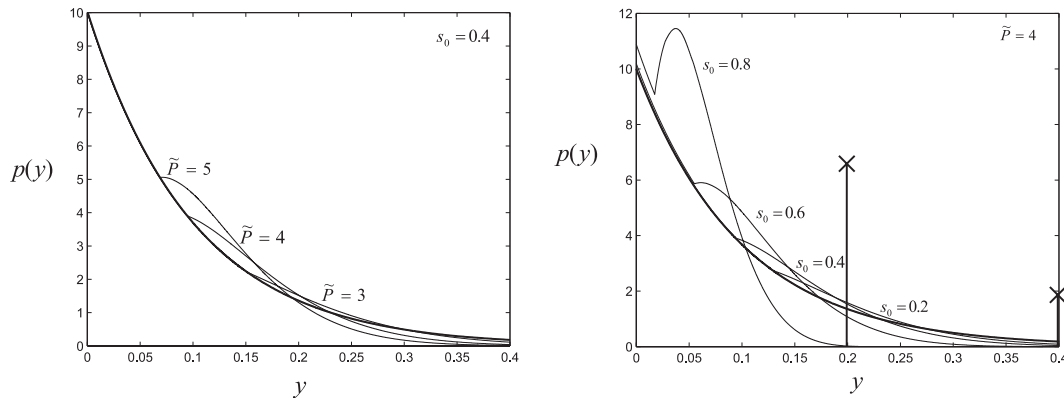 10
9
8
7
6
5
4
3
2
1
0
p(y)
s₀ = 0.4
P̃ = 5
P̃ = 4
P̃ = 3
0 0.05 0.1 0.15 0.2 0.25 0.3 0.35 0.4
y
12
10
8
6
4
2
0
p(y)
P̃ = 4
s₀ = 0.8
s₀ = 0.6
s₀ = 0.4
s₀ = 0.2
0 0.05 0.1 0.15 0.2 0.25 0.3 0.35 0.4
y